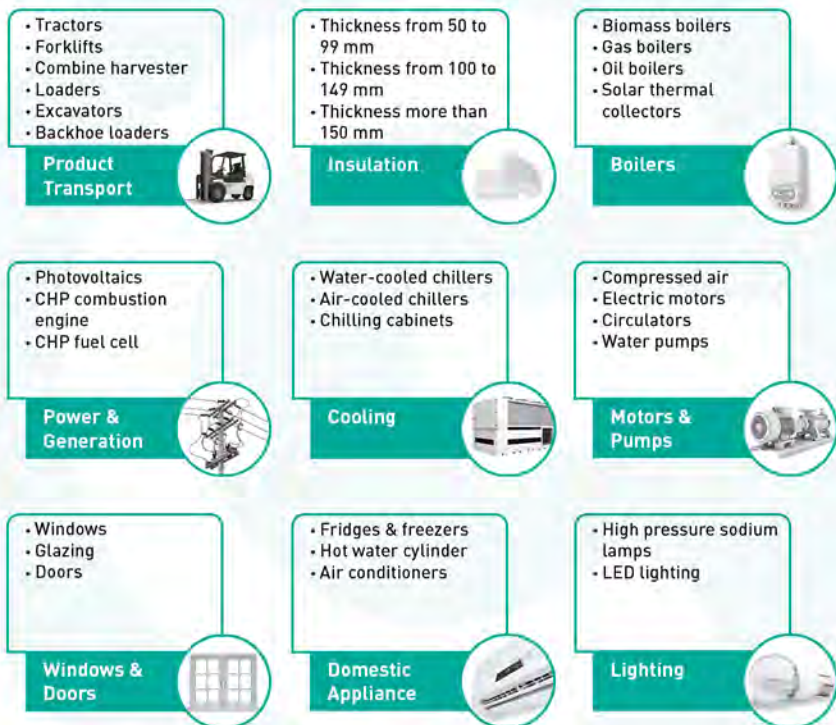 • Tractors
• Forklifts
• Combine harvester
• Loaders
• Excavators
• Backhoe loaders
Product
Transport
• Thickness from 50 to
99 mm
• Thickness from 100 to
149 mm
• Thickness more than
150 mm
Insulation
• Biomass boilers
• Gas boilers
• Oil boilers
• Solar thermal
collectors
Boilers
• Photovoltaics
• CHP combustion
engine
• CHP fuel cell
Power &
Generation
• Water-cooled chillers
• Air-cooled chillers
• Chilling cabinets
Cooling
• Compressed air
• Electric motors
• Circulators
• Water pumps
Motors &
Pumps
• Windows
• Glazing
• Doors
Windows &
Doors
• Fridges & freezers
• Hot water cylinder
• Air conditioners
Domestic
Appliance
• High pressure sodium
lamps
• LED lighting
Lighting